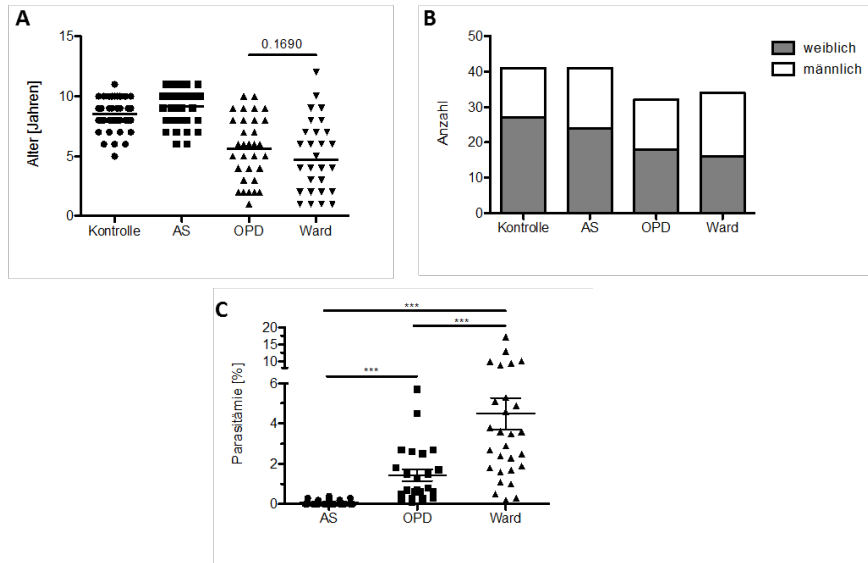 A
0.1690
Alter [Jahren]
15
10
5
0
Kontrolle AS OPD Ward
B
weiblich
männlich
Anzahl
50
40
30
20
10
0
Kontrolle AS OPD Ward
C
***
***
***
Parasitämie [%]
20
15
10
6
4
2
0
AS OPD Ward